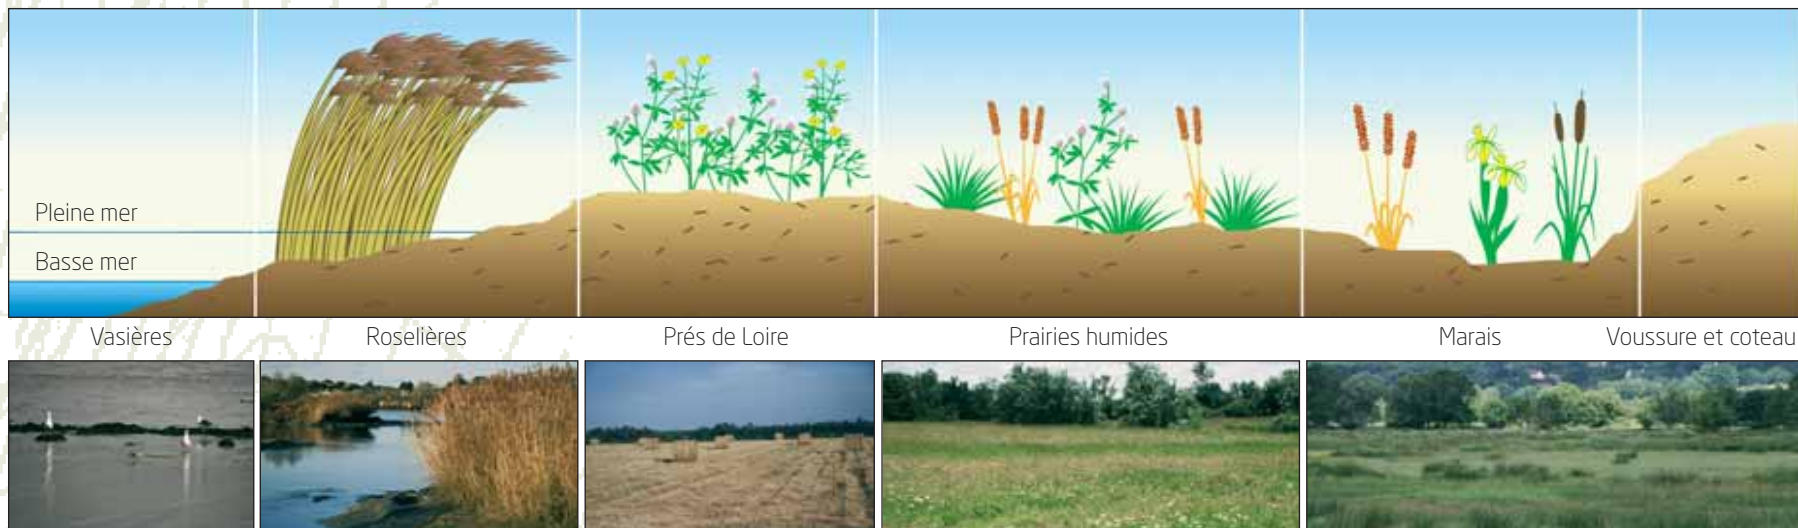 Pleine mer
Basse mer
Vasières
Roselières
Prés de Loire
Prairies humides
Marais
Voussure et coteau